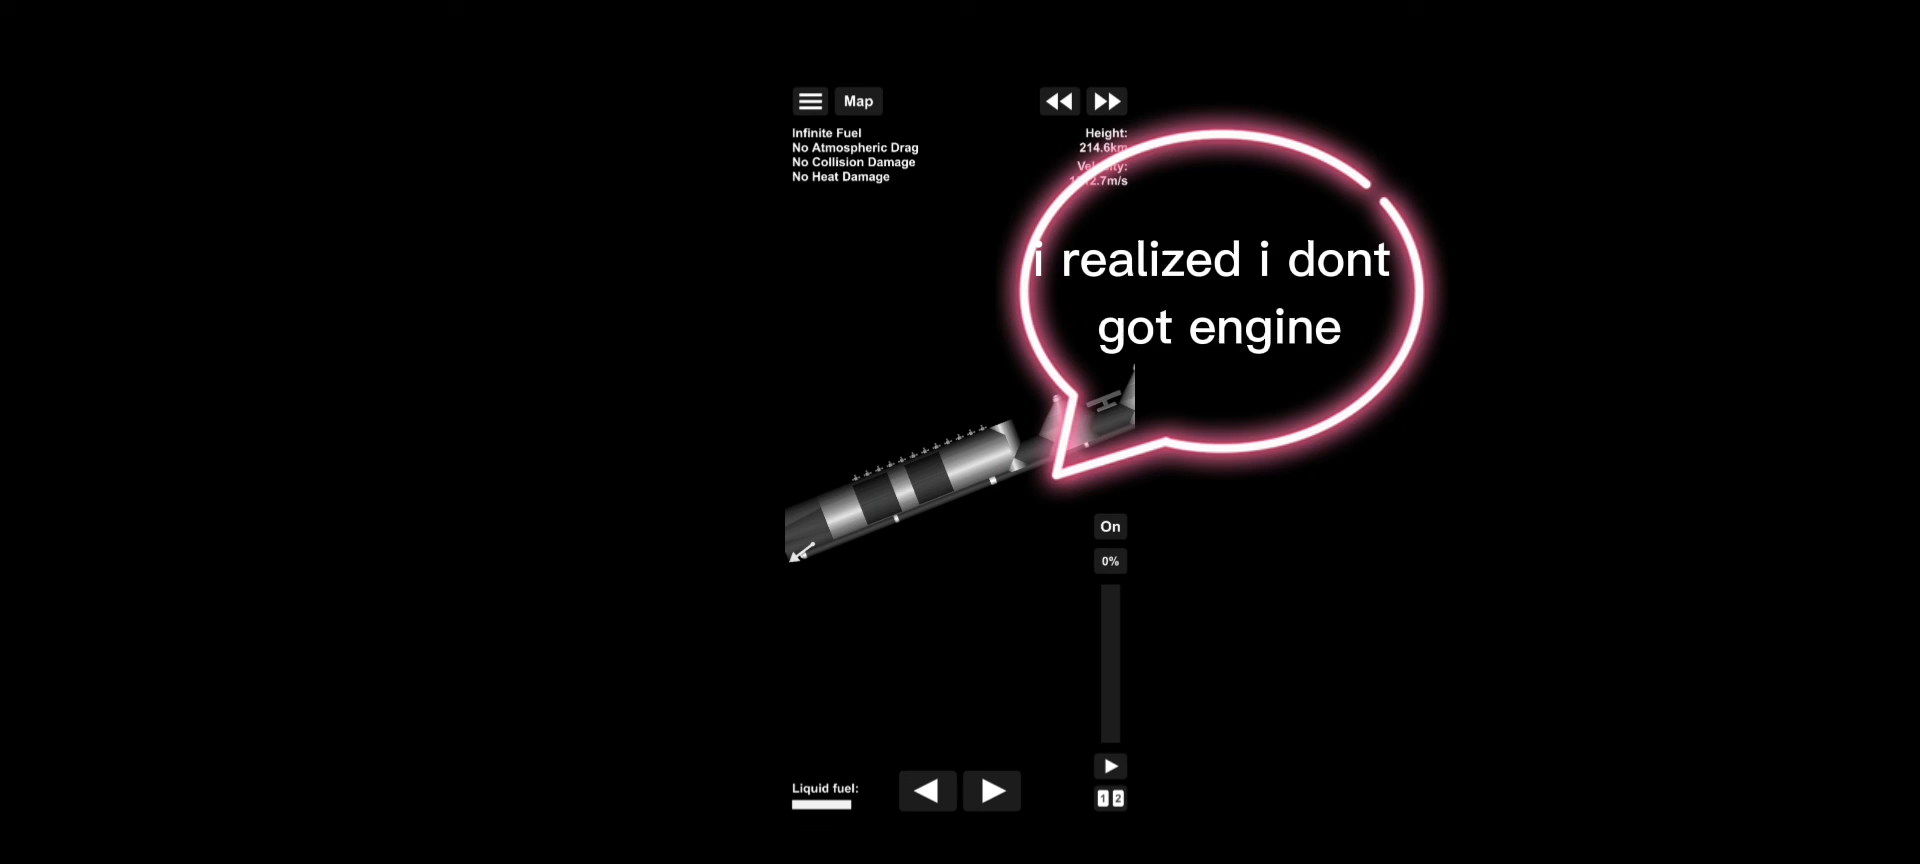 Map
Infinite Fuel
No Atmospheric Drag
No Collision Damage
No Heat Damage
Height:
214.6km
Velocity:
i realized i dont
got engine
On
0%
Liquid fuel:
1 2